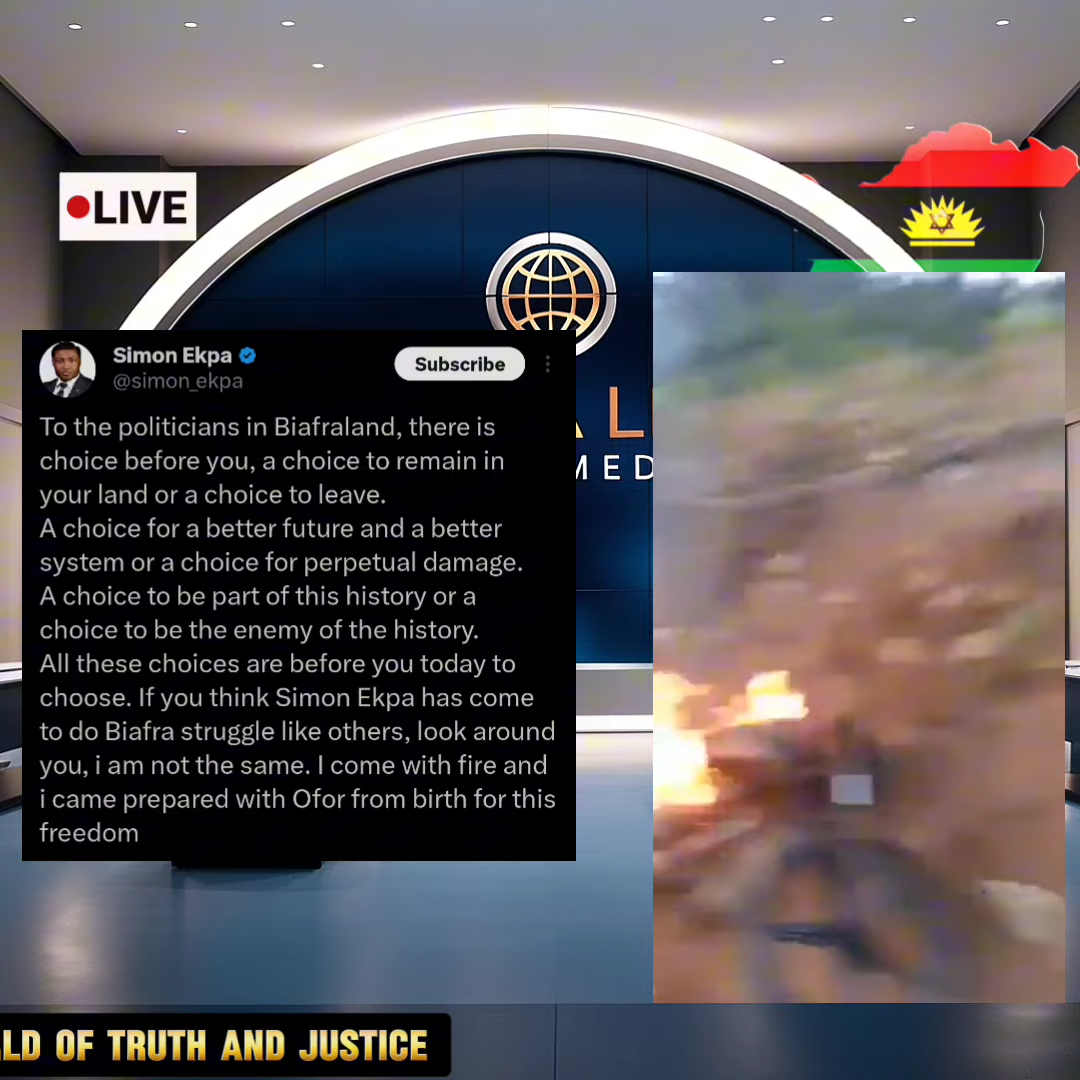 LIVE
Simon Ekpa
@simon_ekpa
Subscribe
To the politicians in Biafraland, there is
choice before you, a choice to remain in
your land or a choice to leave.
A choice for a better future and a better
system or a choice for perpetual damage.
A choice to be part of this history or a
choice to be the enemy of the history.
All these choices are before you today to
choose. If you think Simon Ekpa has come
to do Biafra struggle like others, look around
you, i am not the same. I come with fire and
i came prepared with Ofor from birth for this
freedom
OF TRUTH AND JUSTICE